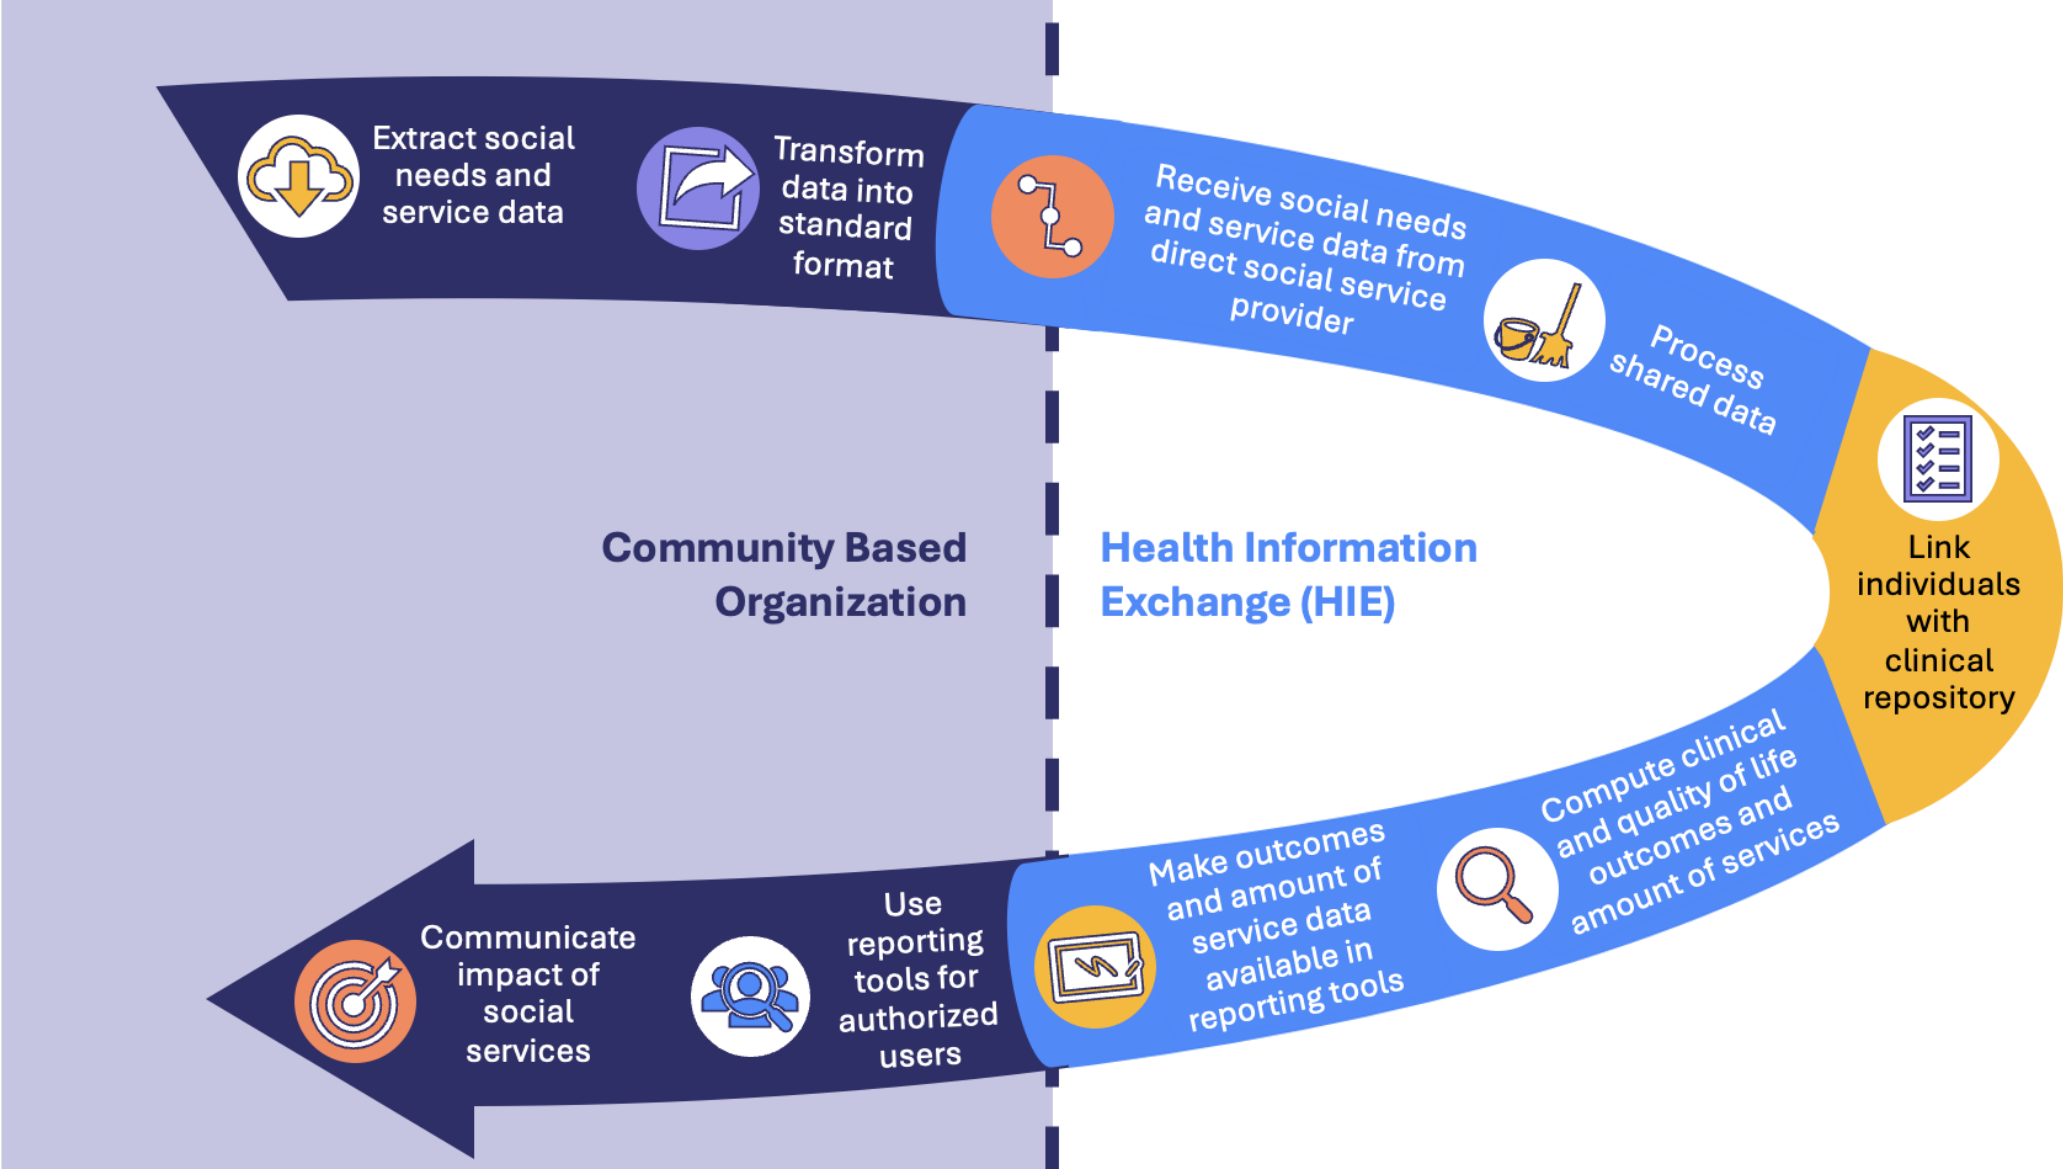 Extract social
needs and
service data
Transform
data into
standard
format
Receive social needs
and service data from
direct social service
provider
Process
shared data
Link
individuals
with
clinical
repository
Community Based
Organization
Health Information
Exchange (HIE)
Compute clinical
and quality of life
outcomes and
amount of services
Make outcomes
and amount of
service data
available in
reporting tools
Use
reporting
tools for
authorized
users
Communicate
impact of
social
services